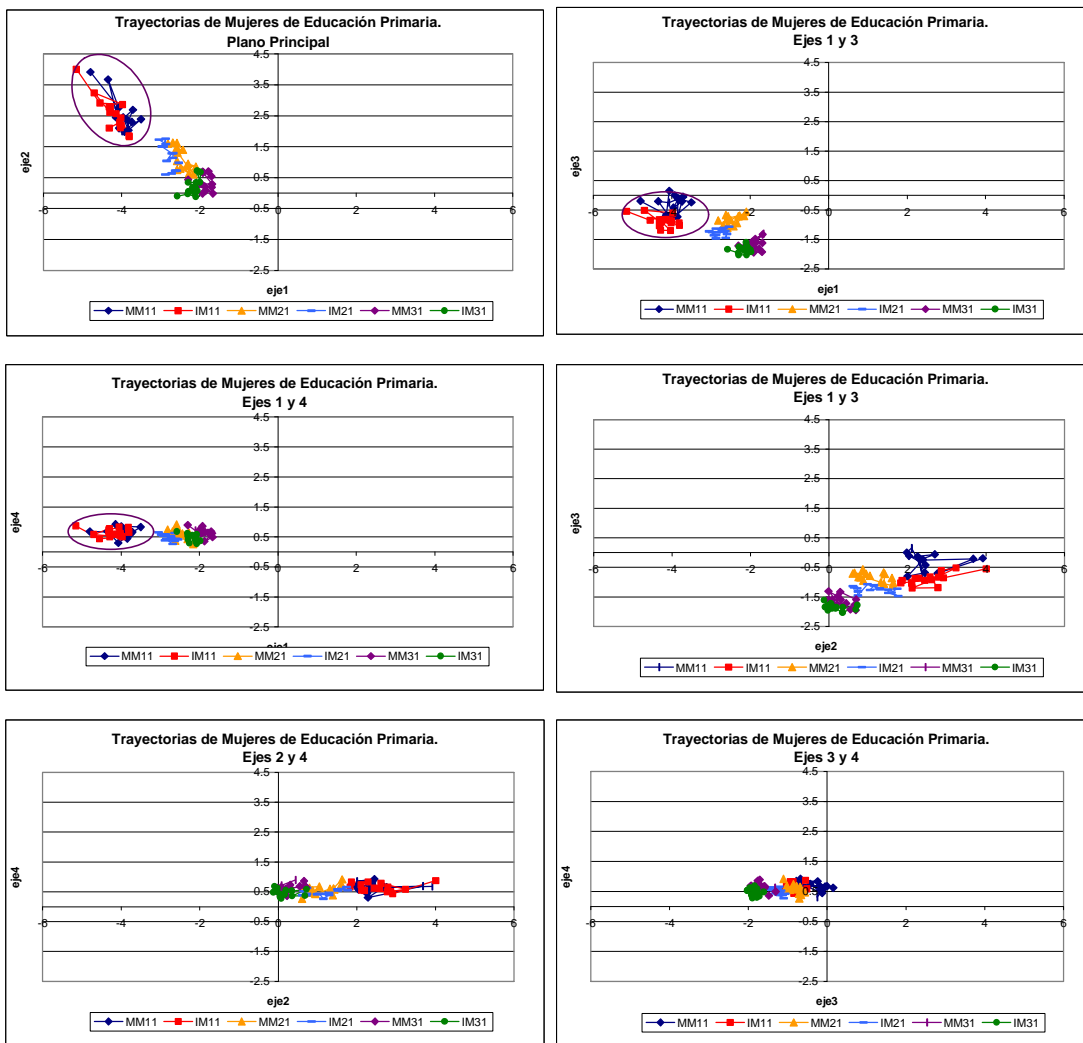 Trayectorias de Mujeres de Educación Primaria.
Plano Principal
eje2
4.5
3.5
2.5
1.5
0.5
-0.5
-1.5
-2.5
-6 -4 -2 0 2 4 6
eje1
MM11 IM11 MM21 IM21 MM31 IM31
Trayectorias de Mujeres de Educación Primaria.
Ejes 1 y 3
eje3
4.5
3.5
2.5
1.5
0.5
-0.5
-1.5
-2.5
-6 -4 -2 0 2 4 6
eje1
MM11 IM11 MM21 IM21 MM31 IM31
Trayectorias de Mujeres de Educación Primaria.
Ejes 1 y 4
eje4
4.5
3.5
2.5
1.5
0.5
-0.5
-1.5
-2.5
-6 -4 -2 0 2 4 6
eje1
MM11 IM11 MM21 IM21 MM31 IM31
Trayectorias de Mujeres de Educación Primaria.
Ejes 1 y 3
eje3
4.5
3.5
2.5
1.5
0.5
-0.5
-1.5
-2.5
-6 -4 -2 0 2 4 6
eje2
MM11 IM11 MM21 IM21 MM31 IM31
Trayectorias de Mujeres de Educación Primaria.
Ejes 2 y 4
eje4
4.5
3.5
2.5
1.5
0.5
-0.5
-1.5
-2.5
-6 -4 -2 0 2 4 6
eje2
MM11 IM11 MM21 IM21 MM31 IM31
Trayectorias de Mujeres de Educación Primaria.
Ejes 3 y 4
eje4
4.5
3.5
2.5
1.5
0.5
-0.5
-1.5
-2.5
-6 -4 -2 0 2 4 6
eje3
MM11 IM11 MM21 IM21 MM31 IM31